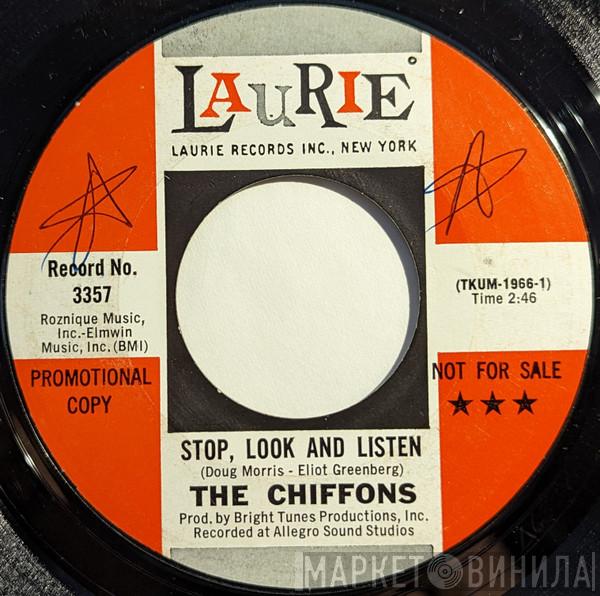 LAURIE
LAURIE RECORDS INC., NEW YORK
Record No.
3357
Roznique Music,
Inc.-Elmwin
Music, Inc. (BMI)
PROMOTIONAL
COPY
(TKUM-1966-1)
Time 2:46
NOT FOR SALE
★★★
STOP, LOOK AND LISTEN
(Doug Morris - Eliot Greenberg)
THE CHIFFONS
Prod. by Bright Tunes Productions, Inc.
Recorded at Allegro Sound Studios
МАРКЕТ ВИНИЛА